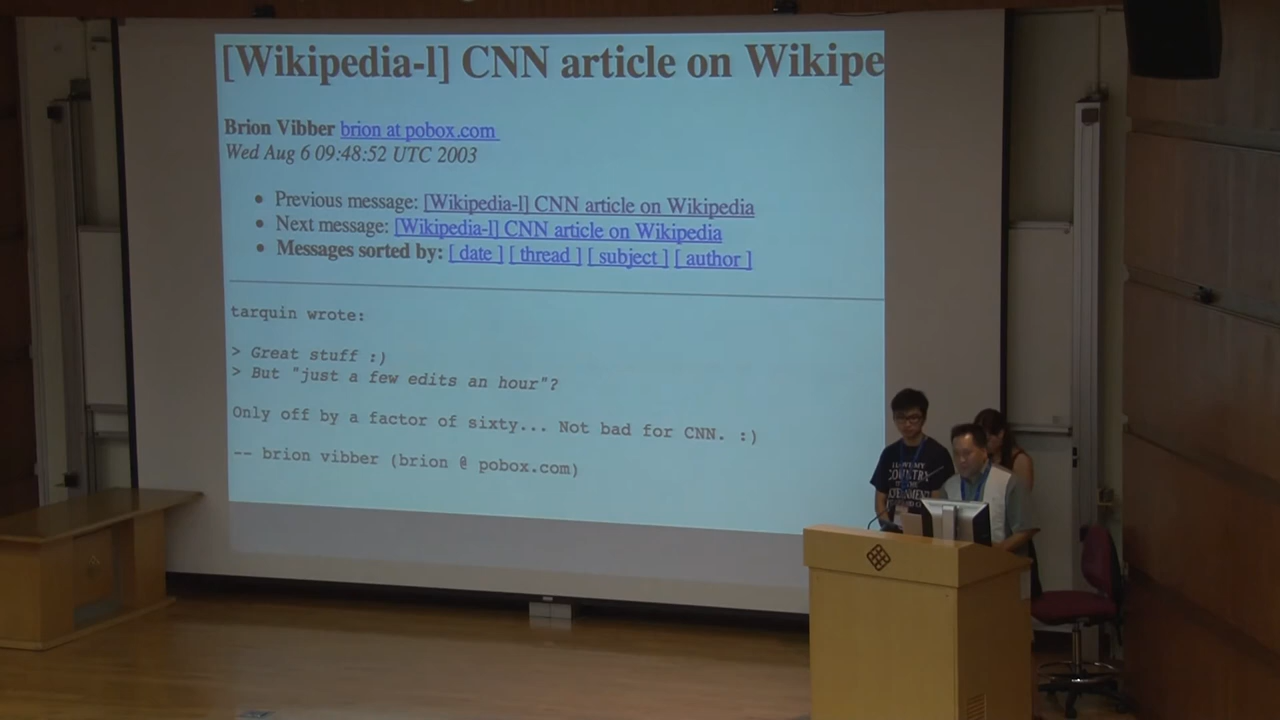 [Wikipedia-l] CNN article on Wikipe
Brion Vibber brion at pobox.com
Wed Aug 6 09:48:52 UTC 2003
• Previous message: [Wikipedia-l] CNN article on Wikipedia
• Next message: [Wikipedia-l] CNN article on Wikipedia
• Messages sorted by: [ date ] [ thread ] [ subject ] [ author ]
tarquin wrote:
> Great stuff :)
> But "just a few edits an hour"?
Only off by a factor of sixty... Not bad for CNN. :)
-- brion vibber (brion @ pobox.com)
COUNTRY